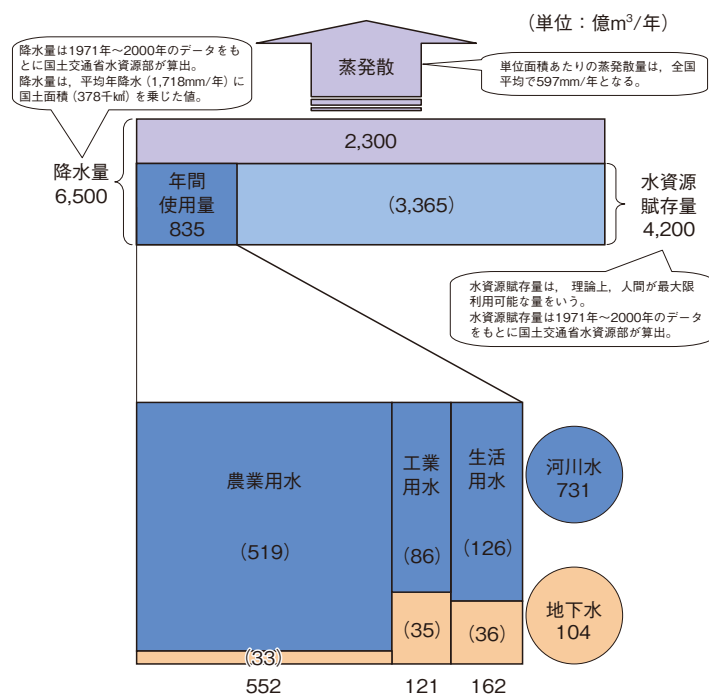 （単位：億m³/年）
降水量は1971年～2000年のデータをも
とに国土交通省水資源部が算出。
降水量は，平均年降水（1,718mm/年）に
国土面積（378千㎢）を乗じた値。
蒸発散
単位面積あたりの蒸発散量は，全国
平均で597mm/年となる。
2,300
降水量
6,500
年間
使用量
835
（3,365）
水資源
賦存量
4,200
水資源賦存量は，理論上，人間が最大限
利用可能な量をいう。
水資源賦存量は1971年～2000年のデータ
をもとに国土交通省水資源部が算出。
農業用水
（519）
工業
用水
（86）
生活
用水
（126）
河川水
731
（33）
（35）
（36）
地下水
104
552
121
162